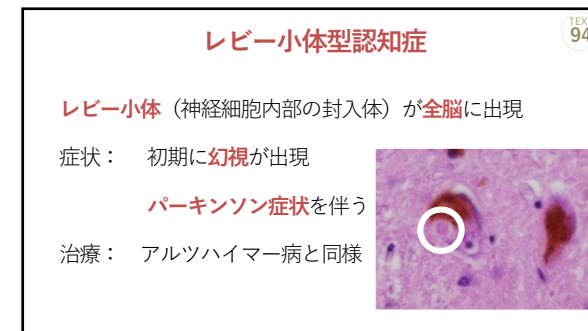 レビー小体型認知症
TEX
94
レビー小体（神経細胞内部の封入体）が全脳に出現
症状： 初期に幻視が出現
パーキンソン症状を伴う
治療： アルツハイマー病と同様